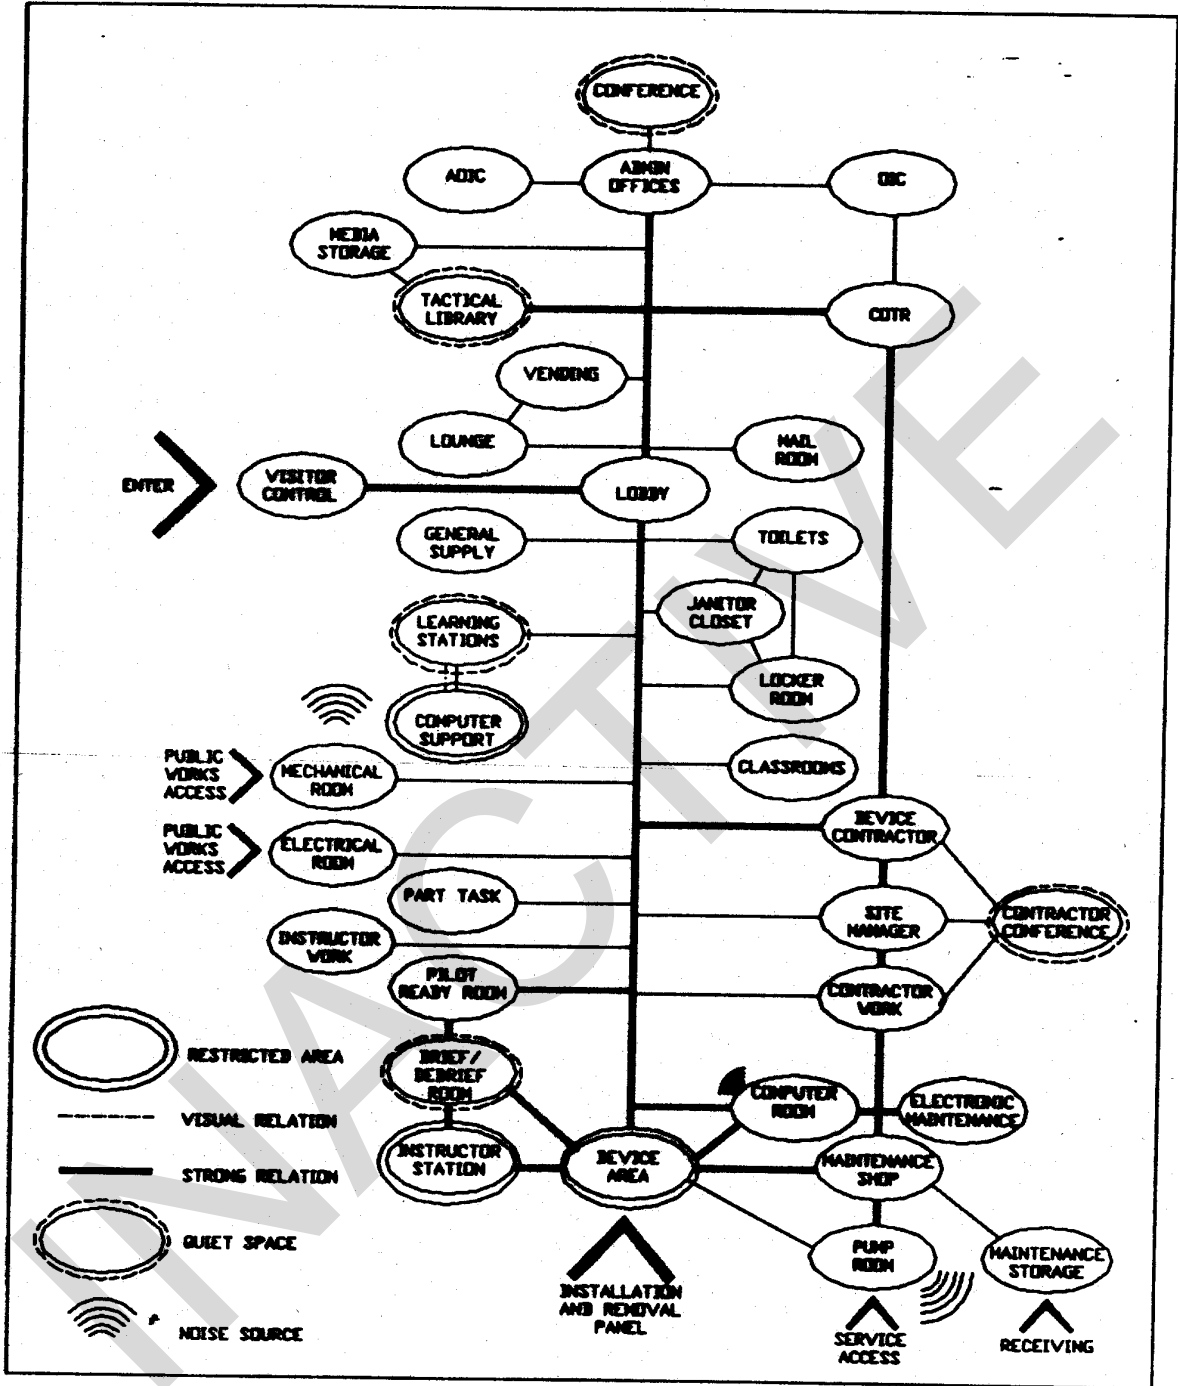 CONFERENCE
AOIC
ADMIN
OFFICES
OIC
MEDIA
STORAGE
TACTICAL
LIBRARY
COTR
VENDING
LOUNGE
MAIL
ROOM
ENTER
VISITOR
CONTROL
LOBBY
GENERAL
SUPPLY
TOILETS
JANITOR
CLOSET
LEARNING
STATIONS
LOCKER
ROOM
COMPUTER
SUPPORT
PUBLIC
WORKS
ACCESS
MECHANICAL
ROOM
CLASSROOMS
PUBLIC
WORKS
ACCESS
ELECTRICAL
ROOM
DEVICE
CONTRACTOR
PART TASK
SITE
MANAGER
CONTRACTOR
CONFERENCE
INSTRUCTOR
WORK
PILOT
READY ROOM
CONTRACTOR
WORK
RESTRICTED AREA
BRIEF/
DEBRIEF
ROOM
COMPUTER
ROOM
ELECTRONIC
MAINTENANCE
VISUAL RELATION
INSTRUCTOR
STATION
DEVICE
AREA
MAINTENANCE
SHOP
STRONG RELATION
QUIET SPACE
PUMP
ROOM
MAINTENANCE
STORAGE
INSTALLATION
AND REMOVAL
PANEL
NOISE SOURCE
SERVICE
ACCESS
RECEIVING
INACTIVE